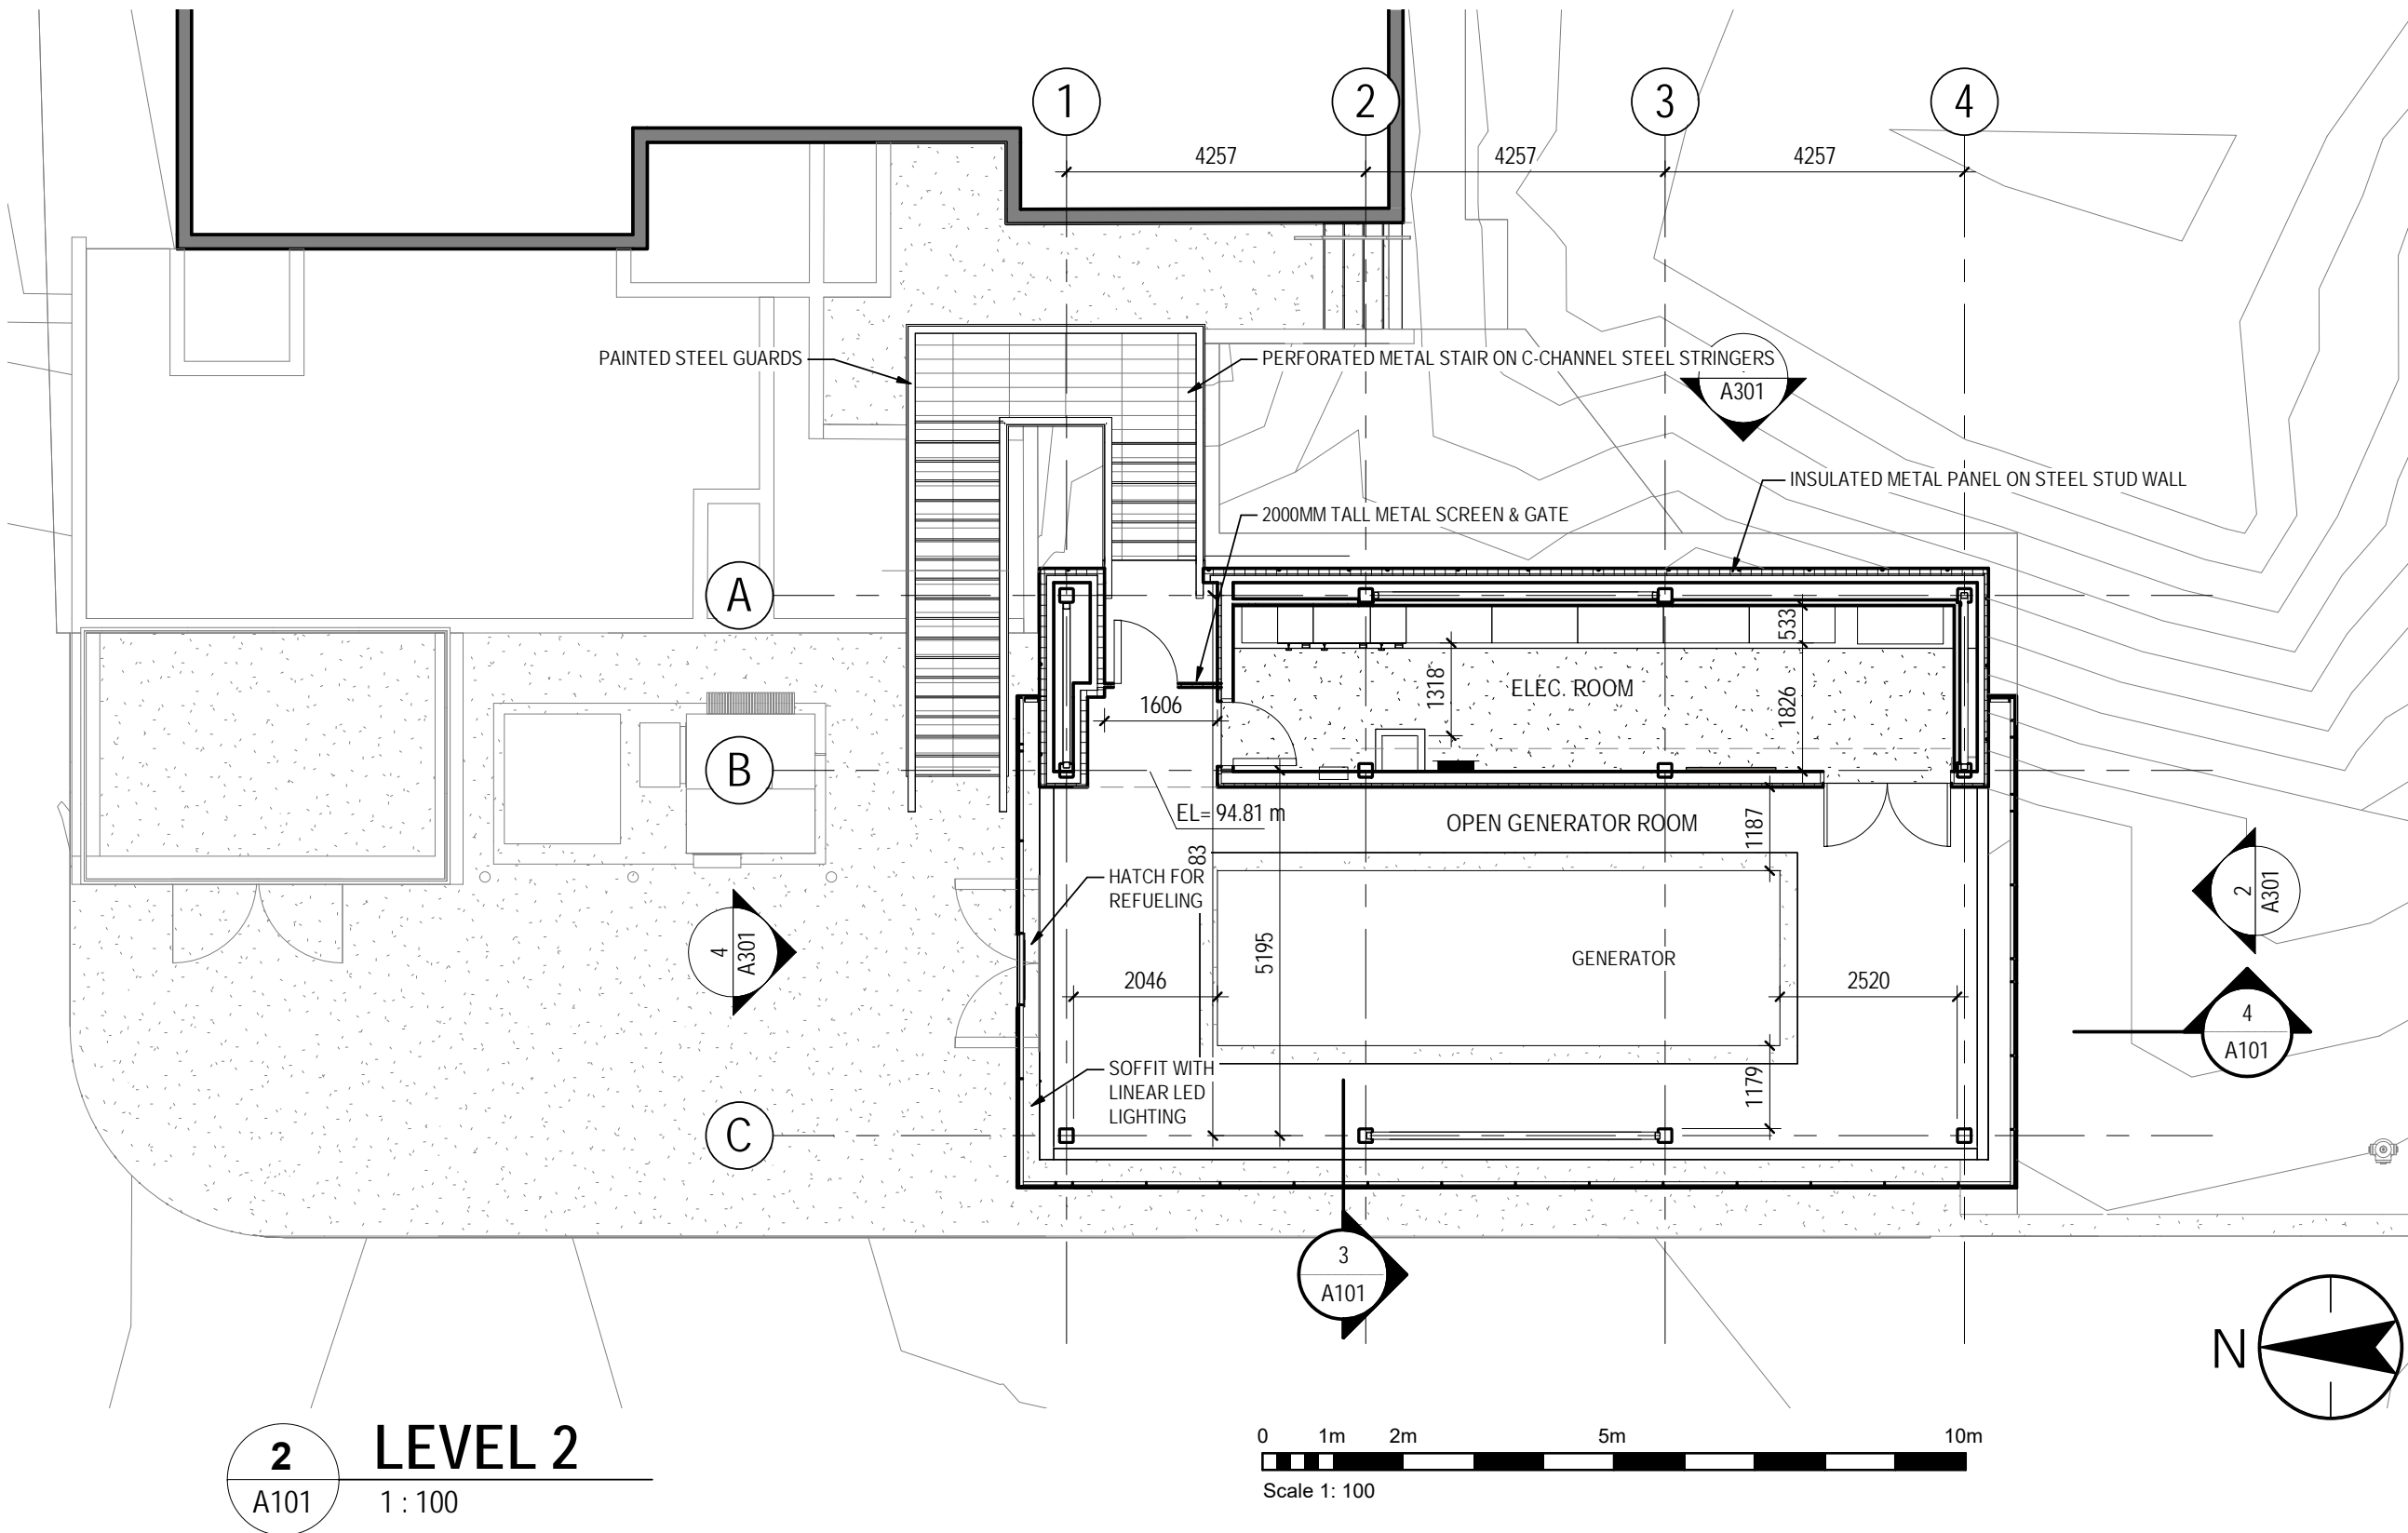 1 2 3 4
4257 4257 4257
PAINTED STEEL GUARDS
PERFORATED METAL STAIR ON C-CHANNEL STEEL STRINGERS
A301
INSULATED METAL PANEL ON STEEL STUD WALL
2000MM TALL METAL SCREEN & GATE
A
533
1318
ELEC. ROOM
1826
1606
B
EL= 94.81 m
OPEN GENERATOR ROOM
1187
83
HATCH FOR
REFUELING
4
A301
2
A301
5195
GENERATOR
2046
2520
4
A101
SOFFIT WITH
LINEAR LED
LIGHTING
1179
C
3
A101
N
2
A101
LEVEL 2
1 : 100
0 1m 2m 5m 10m
Scale 1: 100